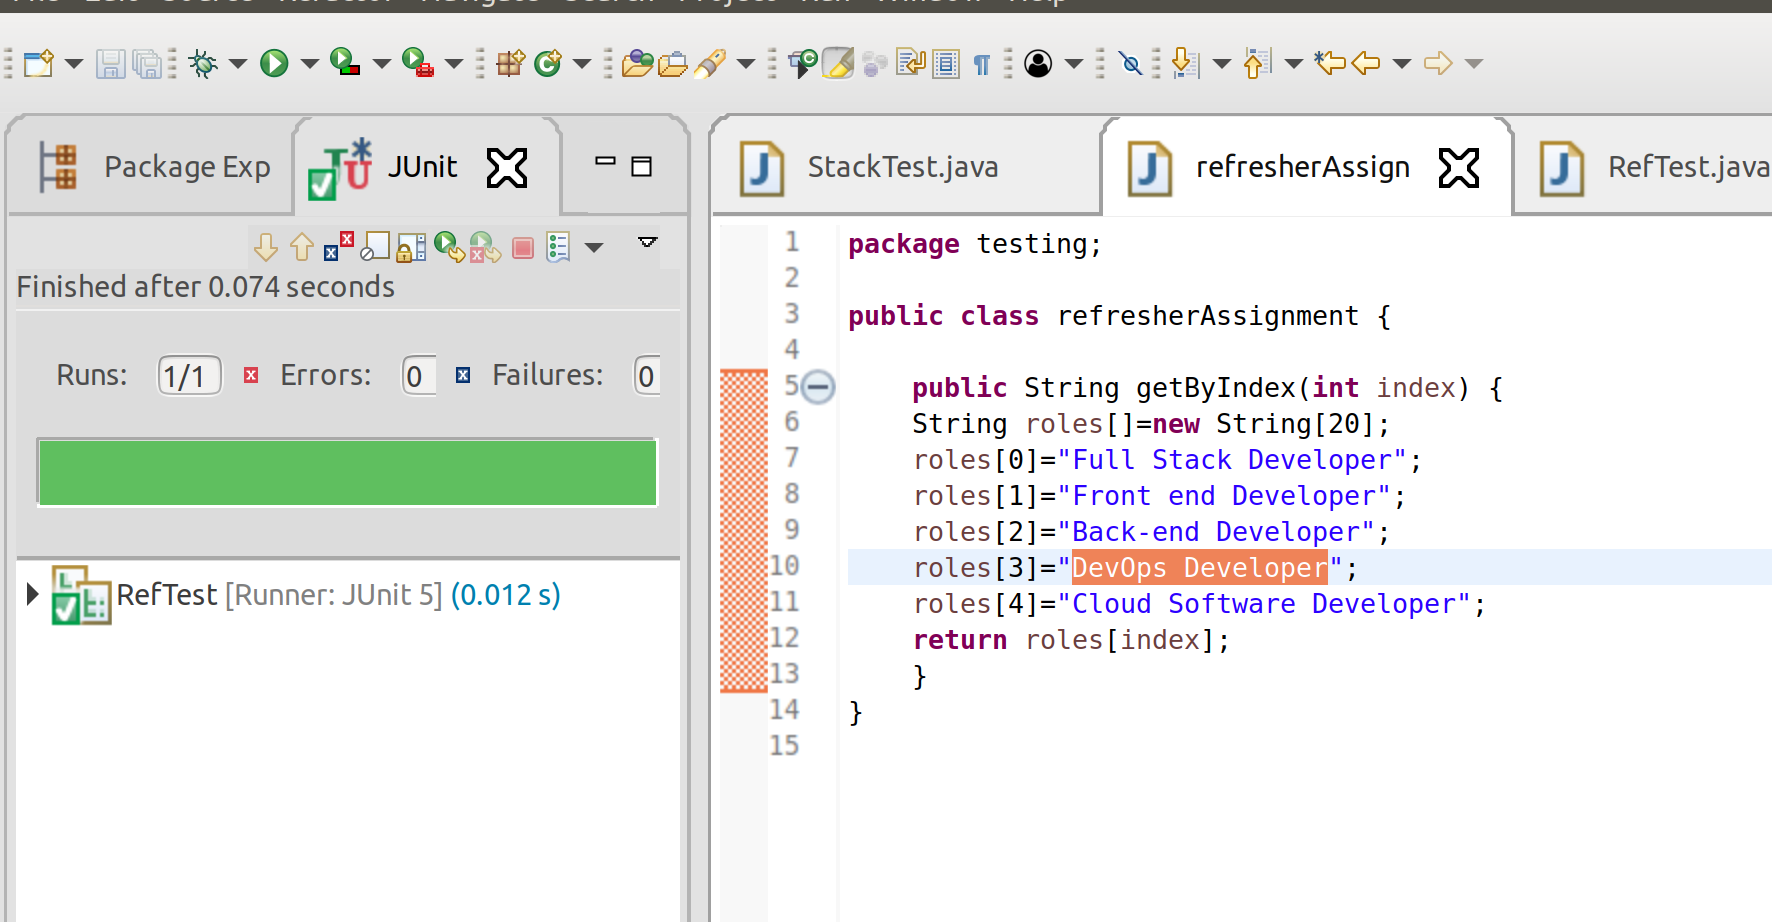 Package Exp
JUnit
StackTest.java
refresherAssign
RefTest.java
Finished after 0.074 seconds
Runs: 1/1 Errors: 0 Failures: 0
RefTest [Runner: JUnit 5] (0.012 s)
1 package testing;
2
3 public class refresherAssignment {
4
5 public String getByIndex(int index) {
6 String roles[]=new String[20];
7 roles[0]="Full Stack Developer";
8 roles[1]="Front end Developer";
9 roles[2]="Back-end Developer";
10 roles[3]="DevOps Developer";
11 roles[4]="Cloud Software Developer";
12 return roles[index];
13 }
14 }
15